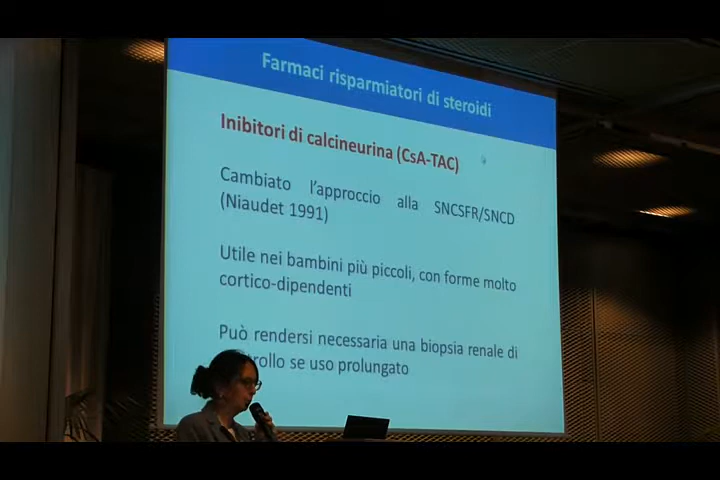 Farmaci risparmiatori di steroidi
Inibitori di calcineurina (CsA-TAC)
Cambiato l'approccio alla SNCSFR/SNCD
(Niaudet 1991)
Utile nei bambini più piccoli, con forme molto
cortico-dipendenti
Può rendersi necessaria una biopsia renale di
trollo se uso prolungato